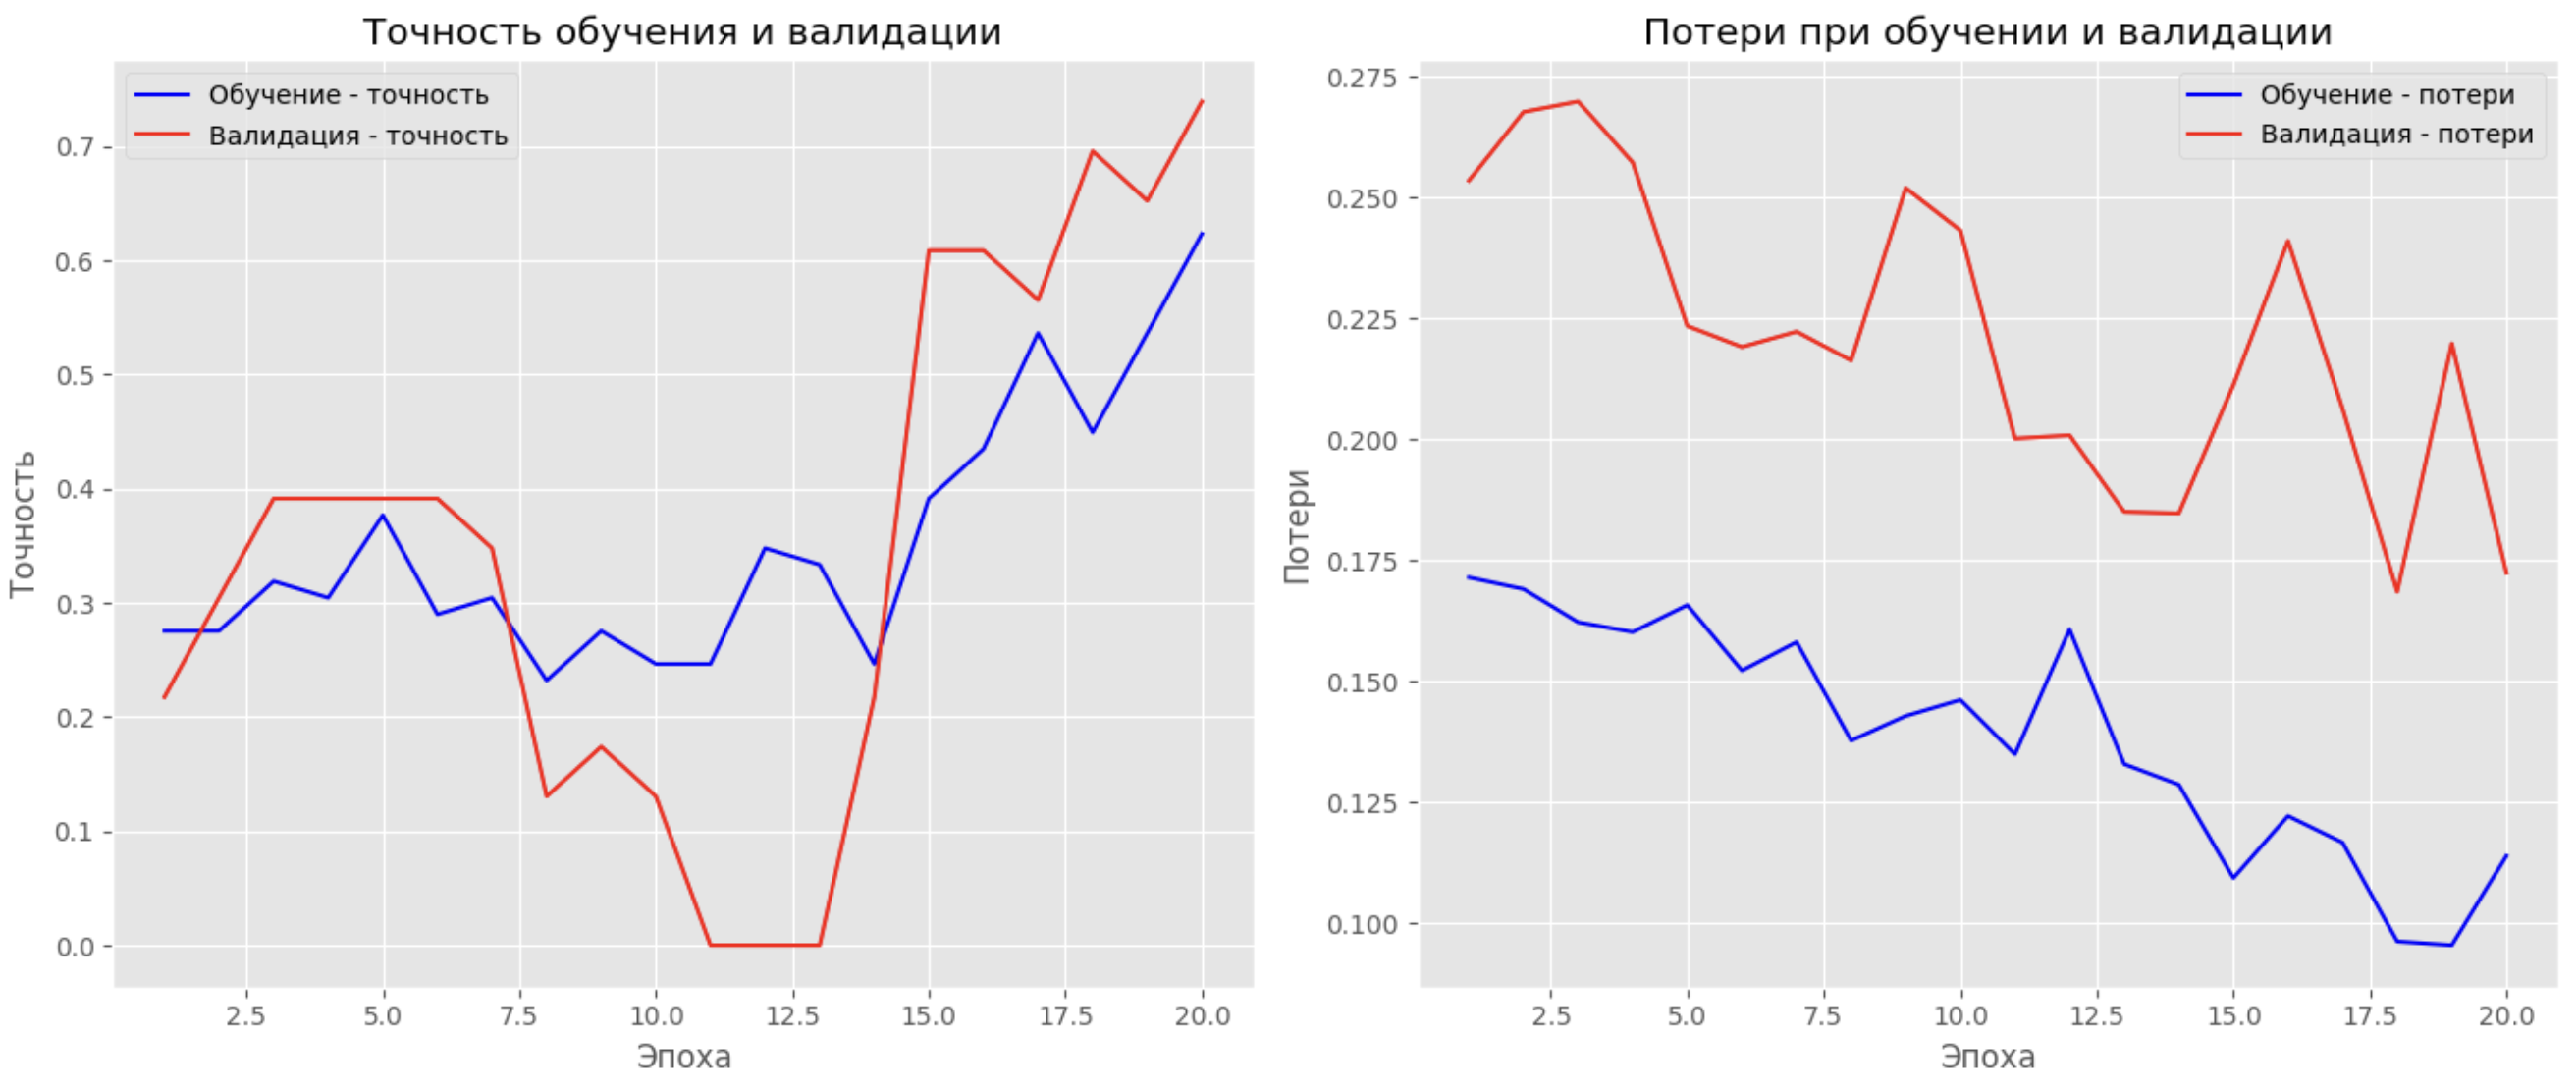 Точность обучения и валидации
Обучение - точность
Валидация - точность
Точность
0.7
0.6
0.5
0.4
0.3
0.2
0.1
0.0
2.5 5.0 7.5 10.0 12.5 15.0 17.5 20.0
Эпоха
Потери при обучении и валидации
Обучение - потери
Валидация - потери
Потери
0.275
0.250
0.225
0.200
0.175
0.150
0.125
0.100
2.5 5.0 7.5 10.0 12.5 15.0 17.5 20.0
Эпоха